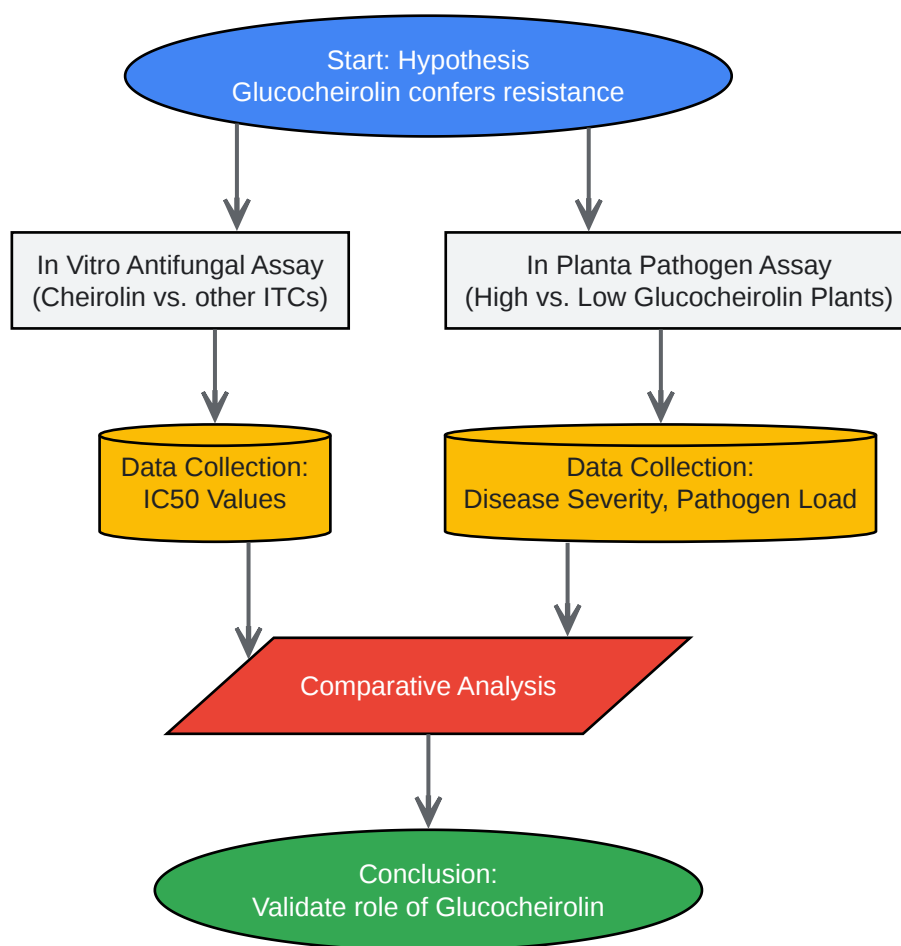 Start: Hypothesis
Glucocheirolin confers resistance
In Vitro Antifungal Assay
(Cheirolin vs. other ITCs)
In Planta Pathogen Assay
(High vs. Low Glucocheirolin Plants)
Data Collection:
IC50 Values
Data Collection:
Disease Severity, Pathogen Load
Comparative Analysis
Conclusion:
Validate role of Glucocheirolin